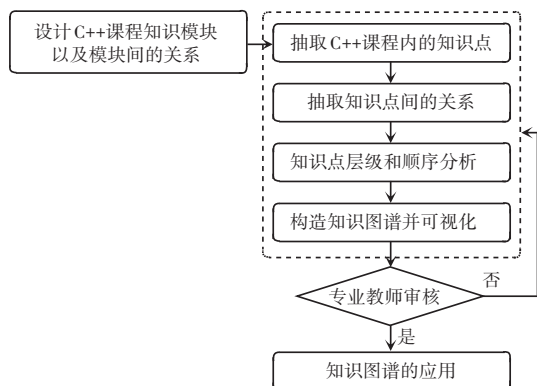 设计C++课程知识模块
以及模块间的关系
抽取C++课程内的知识点
抽取知识点间的关系
知识点层级和顺序分析
构造知识图谱并可视化
专业教师审核
否
是
知识图谱的应用